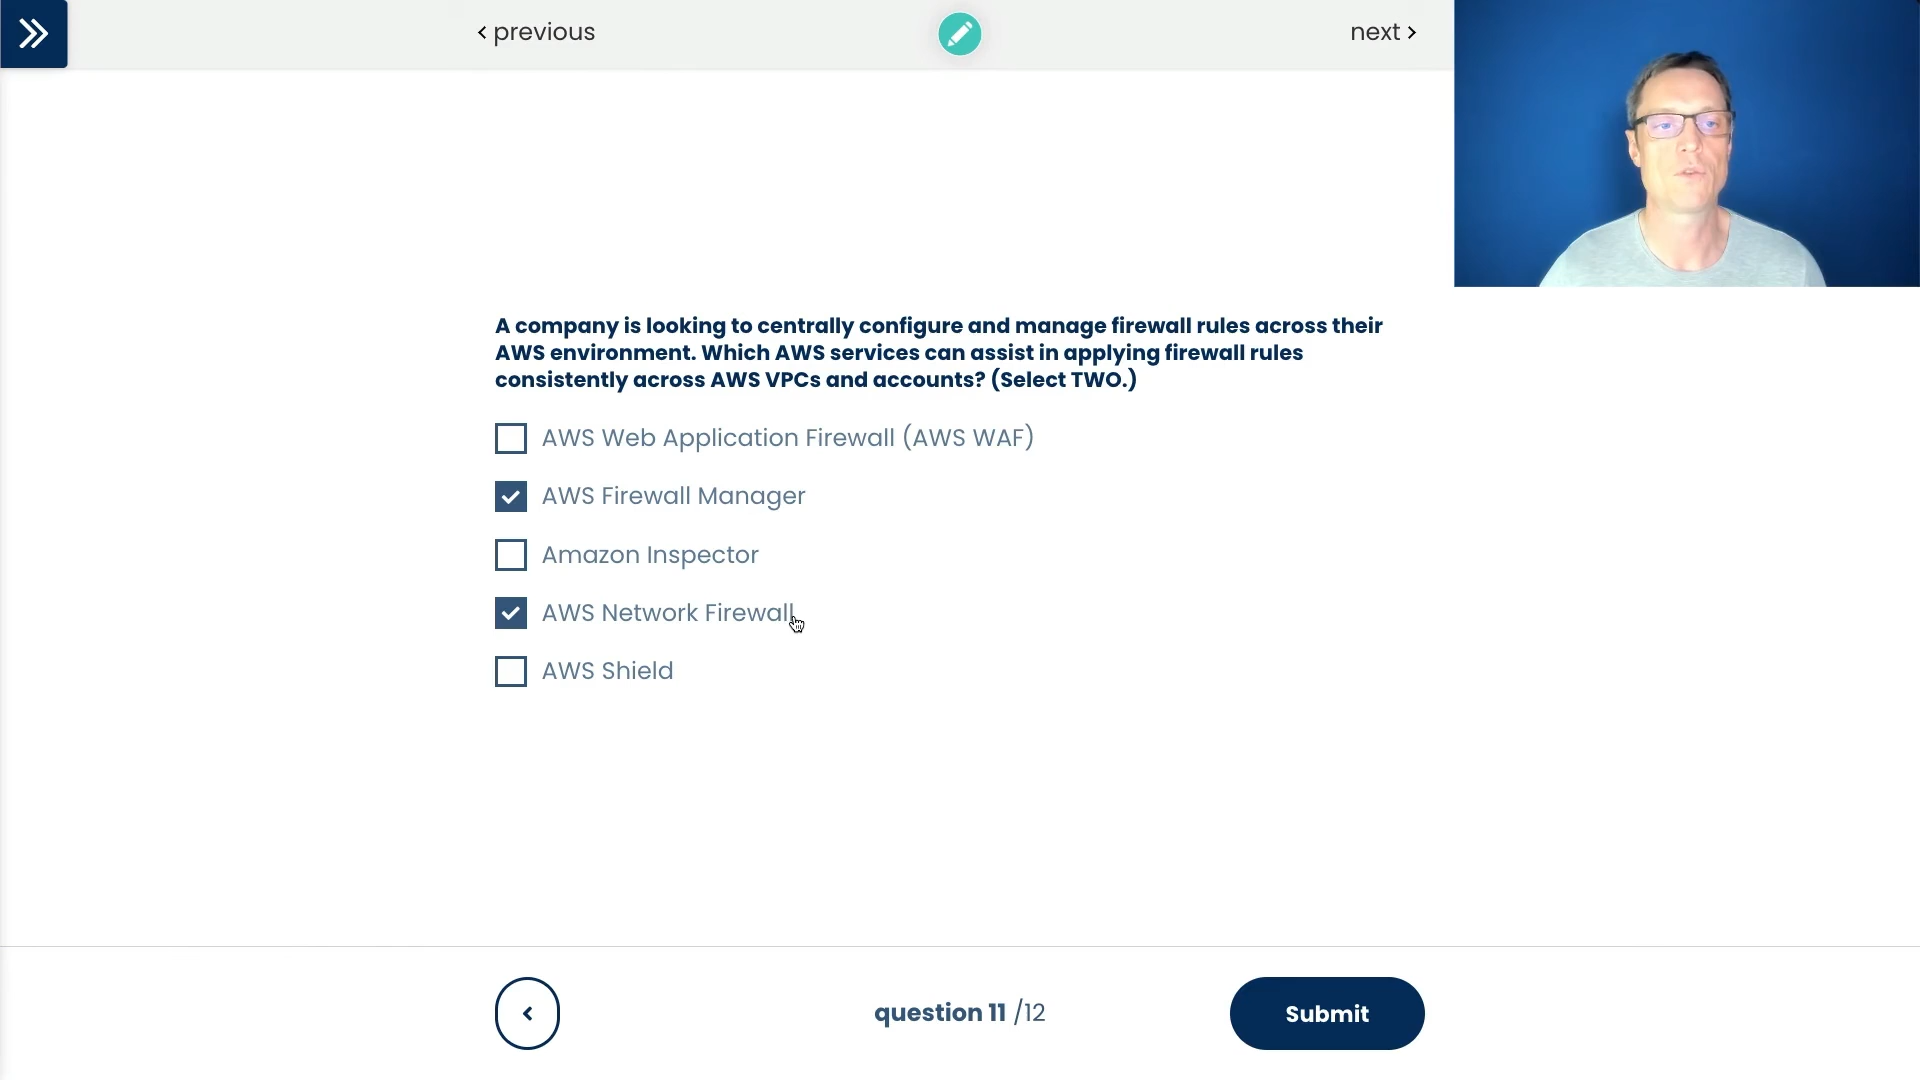 previous
next
A company is looking to centrally configure and manage firewall rules across their
AWS environment. Which AWS services can assist in applying firewall rules
consistently across AWS VPCs and accounts? (Select TWO.)
AWS Web Application Firewall (AWS WAF)
AWS Firewall Manager
Amazon Inspector
AWS Network Firewall
AWS Shield
question 11 /12
Submit